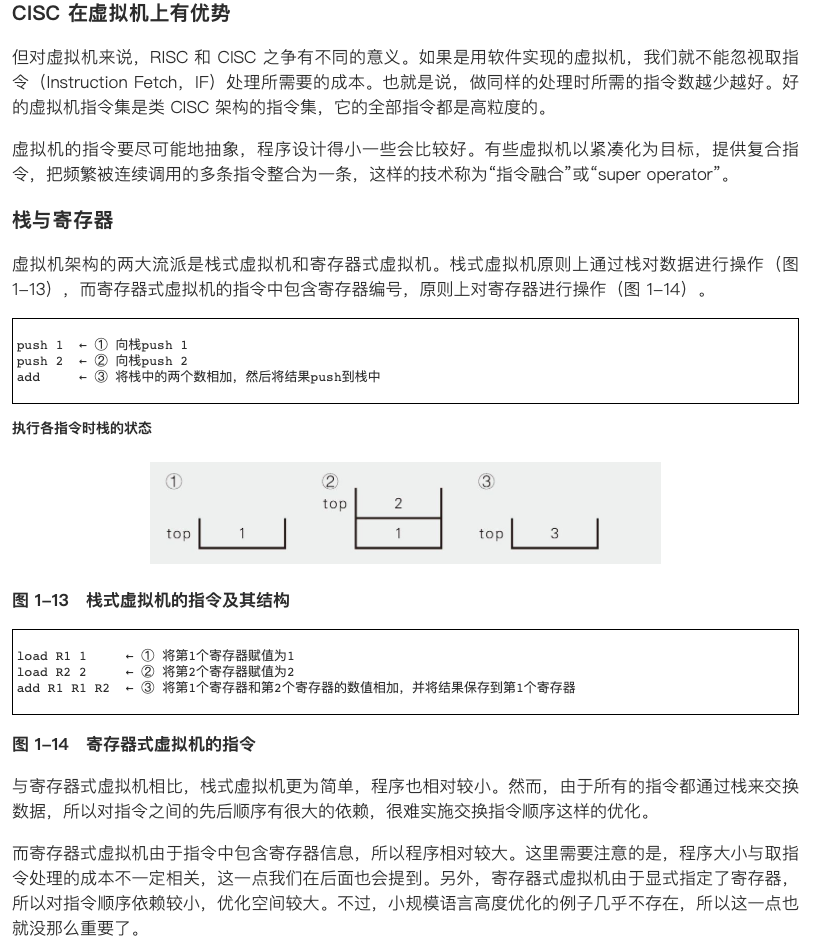 CISC 在虚拟机上有优势
但对虚拟机来说，RISC 和 CISC 之争有不同的意义。如果是用软件实现的虚拟机，我们就不能忽视取指
令（Instruction Fetch，IF）处理所需要的成本。也就是说，做同样的处理时所需的指令数越少越好。好
的虚拟机指令集是类 CISC 架构的指令集，它的全部指令都是高粒度的。
虚拟机的指令要尽可能地抽象，程序设计得小一些会比较好。有些虚拟机以紧凑化为目标，提供复合指
令，把频繁被连续调用的多条指令整合为一条，这样的技术称为“指令融合”或“super operator”。
栈与寄存器
虚拟机架构的两大流派是栈式虚拟机和寄存器式虚拟机。栈式虚拟机原则上通过栈对数据进行操作（图
1–13），而寄存器式虚拟机的指令中包含寄存器编号，原则上对寄存器进行操作（图 1–14）。
push 1 ← ① 向栈push 1
push 2 ← ② 向栈push 2
add ← ③ 将栈中的两个数相加，然后将结果push到栈中
执行各指令时栈的状态
① ② ③
top 2
top 1 1 top 3
图 1–13 栈式虚拟机的指令及其结构
load R1 1 ← ① 将第1个寄存器赋值为1
load R2 2 ← ② 将第2个寄存器赋值为2
add R1 R1 R2 ← ③ 将第1个寄存器和第2个寄存器的数值相加，并将结果保存到第1个寄存器
图 1–14 寄存器式虚拟机的指令
与寄存器式虚拟机相比，栈式虚拟机更为简单，程序也相对较小。然而，由于所有的指令都通过栈来交换
数据，所以对指令之间的先后顺序有很大的依赖，很难实施交换指令顺序这样的优化。
而寄存器式虚拟机由于指令中包含寄存器信息，所以程序相对较大。这里需要注意的是，程序大小与取指
令处理的成本不一定相关，这一点我们在后面也会提到。另外，寄存器式虚拟机由于显式指定了寄存器，
所以对指令顺序依赖较小，优化空间较大。不过，小规模语言高度优化的例子几乎不存在，所以这一点也
就没那么重要了。